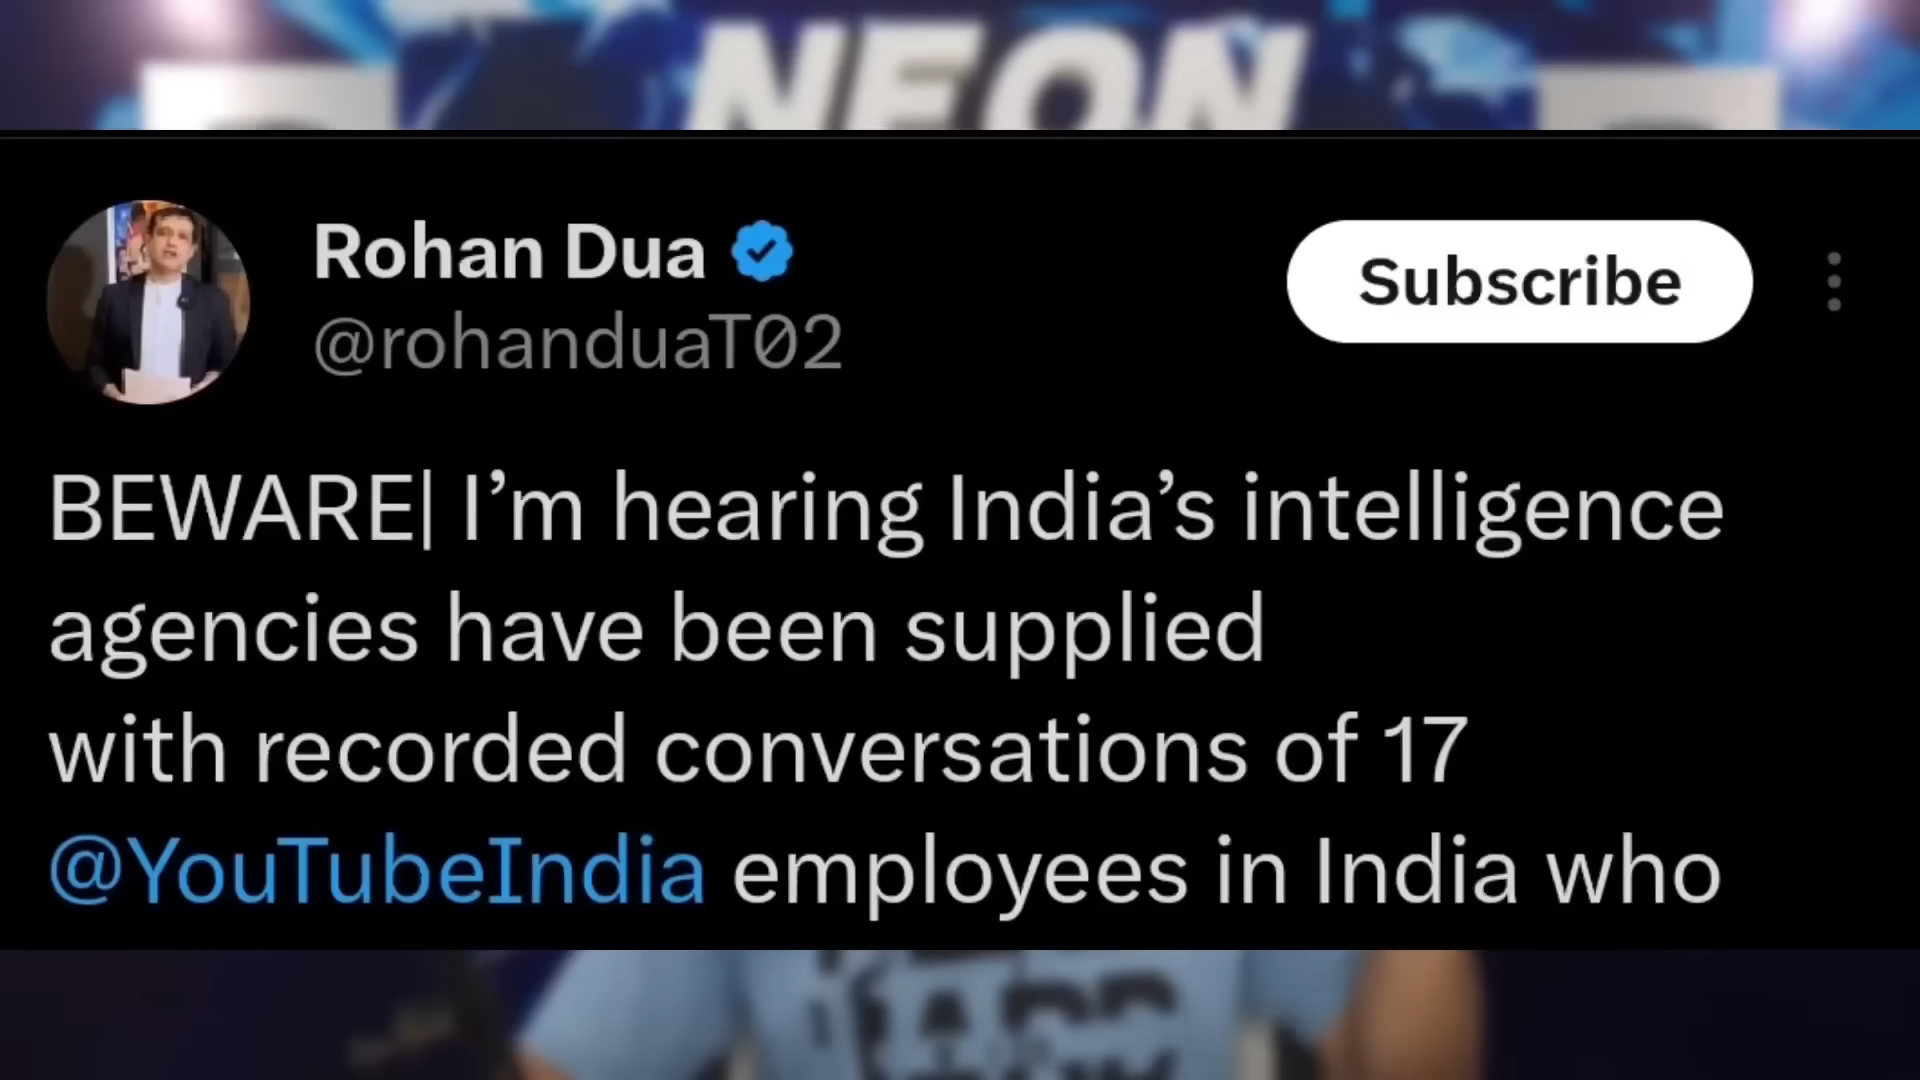 NEON
Rohan Dua
@rohanduaT02
Subscribe
BEWARE| I’m hearing India’s intelligence
agencies have been supplied
with recorded conversations of 17
@YouTubeIndia employees in India who